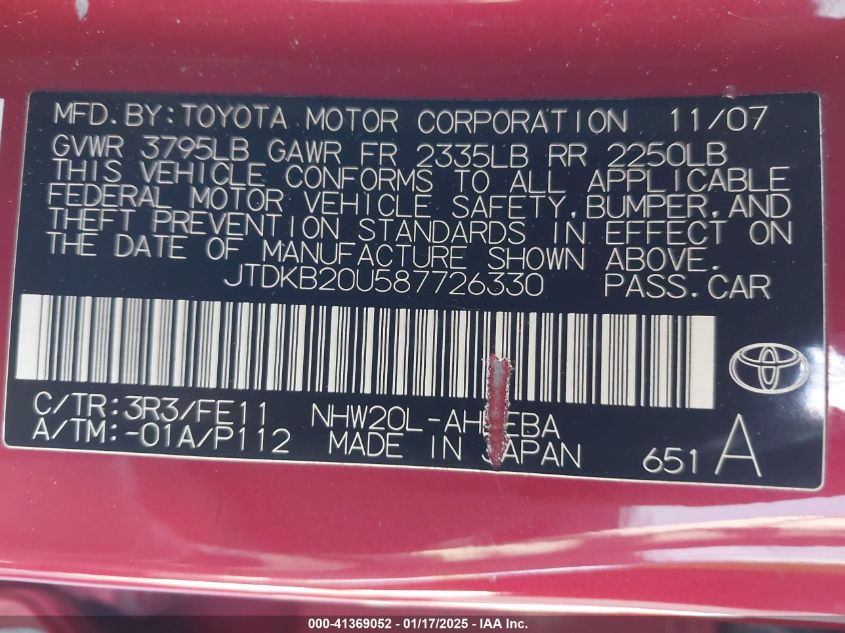 MFD. BY: TOYOTA MOTOR CORPORATION 11/07
GVWR 3795LB GAWR FR 2335LB RR 2250LB
THIS VEHICLE CONFORMS TO ALL APPLICABLE
FEDERAL MOTOR VEHICLE SAFETY, BUMPER, AND
THEFT PREVENTION STANDARDS IN EFFECT ON
THE DATE OF MANUFACTURE SHOWN ABOVE.
JTDKB20U587726330 PASS. CAR
C/TR: 3R3/FE11 EBA
A/TM: -01A/P112 MADE IN JAPAN 651 A
000-41369052 - 01/17/2025 - IAA Inc.